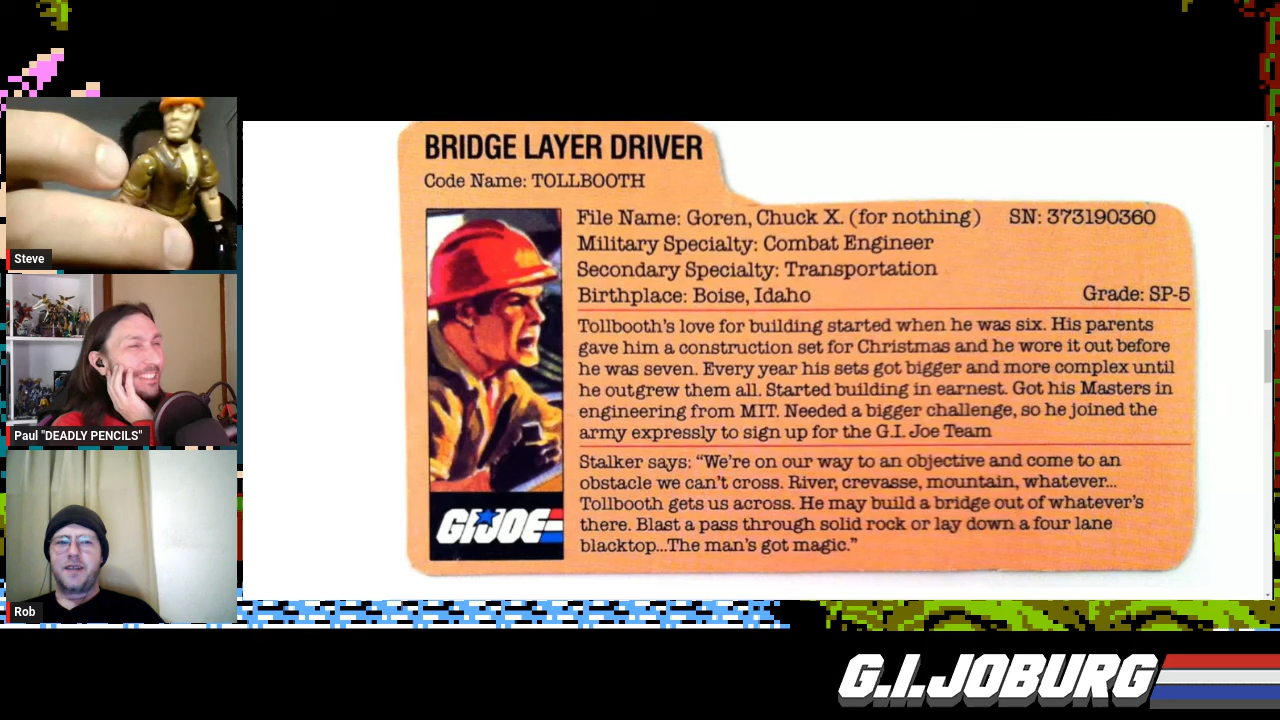 BRIDGE LAYER DRIVER
Code Name: TOLLBOOTH
File Name: Goren, Chuck X. (for nothing) SN: 373190360
Military Specialty: Combat Engineer
Secondary Specialty: Transportation
Birthplace: Boise, Idaho Grade: SP-5
Tollbooth's love for building started when he was six. His parents
gave him a construction set for Christmas and he wore it out before
he was seven. Every year his sets got bigger and more complex until
he outgrew them all. Started building in earnest. Got his Masters in
engineering from MIT. Needed a bigger challenge, so he joined the
army expressly to sign up for the G.I. Joe Team
Stalker says: "We're on our way to an objective and come to an
obstacle we can't cross. River, crevasse, mountain, whatever...
Tollbooth gets us across. He may build a bridge out of whatever's
there. Blast a pass through solid rock or lay down a four lane
blacktop...The man's got magic."
GIJOE
Steve
Paul "DEADLY PENCILS"
Rob
G.I.JOBURG